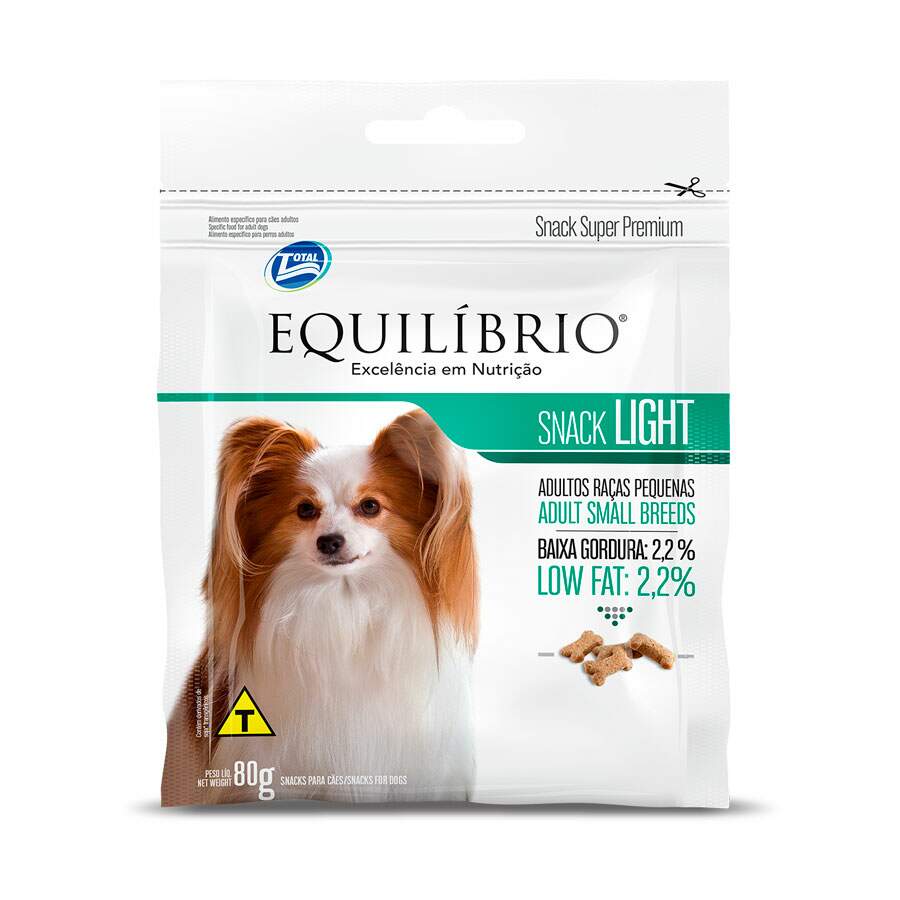 Alimento específico para cães adultos
Specific food for adult dogs
Alimento específico para perros adultos
Snack Super Premium
TOTAL
EQUILÍBRIO®
Excelência em Nutrição
SNACK LIGHT
ADULTOS RAÇAS PEQUENAS
ADULT SMALL BREEDS
BAIXA GORDURA: 2,2 %
LOW FAT: 2,2%
T
PESO LÍQ.
NET WEIGHT 80g
SNACKS PARA CÃES/SNACKS FOR DOGS